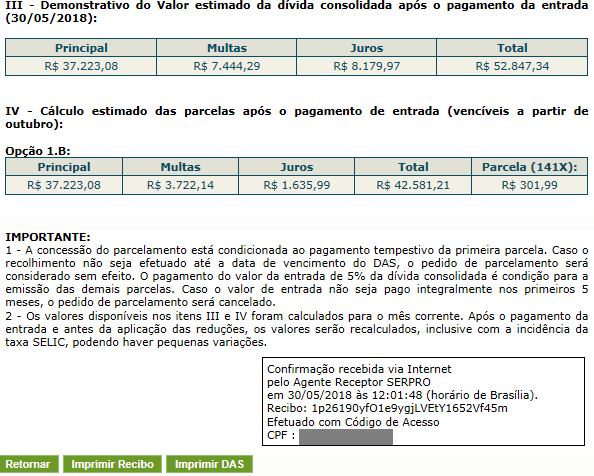 III - Demonstrativo do Valor estimado da dívida consolidada após o pagamento da entrada
(30/05/2018):
Principal Multas Juros Total
R$ 37.223,08 R$ 7.444,29 R$ 8.179,97 R$ 52.847,34
IV - Cálculo estimado das parcelas após o pagamento de entrada (vencíveis a partir de
outubro):
Opção 1.B:
Principal Multas Juros Total Parcela (141X):
R$ 37.223,08 R$ 3.722,14 R$ 1.635,99 R$ 42.581,21 R$ 301,99
IMPORTANTE:
1 - A concessão do parcelamento está condicionada ao pagamento tempestivo da primeira parcela. Caso o
recolhimento não seja efetuado até a data de vencimento do DAS, o pedido de parcelamento será
considerado sem efeito. O pagamento do valor da entrada de 5% da dívida consolidada é condição para a
emissão das demais parcelas. Caso o valor de entrada não seja pago integralmente nos primeiros 5
meses, o pedido de parcelamento será cancelado.
2 - Os valores disponíveis nos itens III e IV foram calculados para o mês corrente. Após o pagamento da
entrada e antes da aplicação das reduções, os valores serão recalculados, inclusive com a incidência da
taxa SELIC, podendo haver pequenas variações.
Confirmação recebida via Internet
pelo Agente Receptor SERPRO
em 30/05/2018 às 12:01:48 (horário de Brasília).
Recibo: 1p26190yfO1e9ygjLVEtY1652Vf45m
Efetuado com Código de Acesso
CPF :
Retornar Imprimir Recibo Imprimir DAS